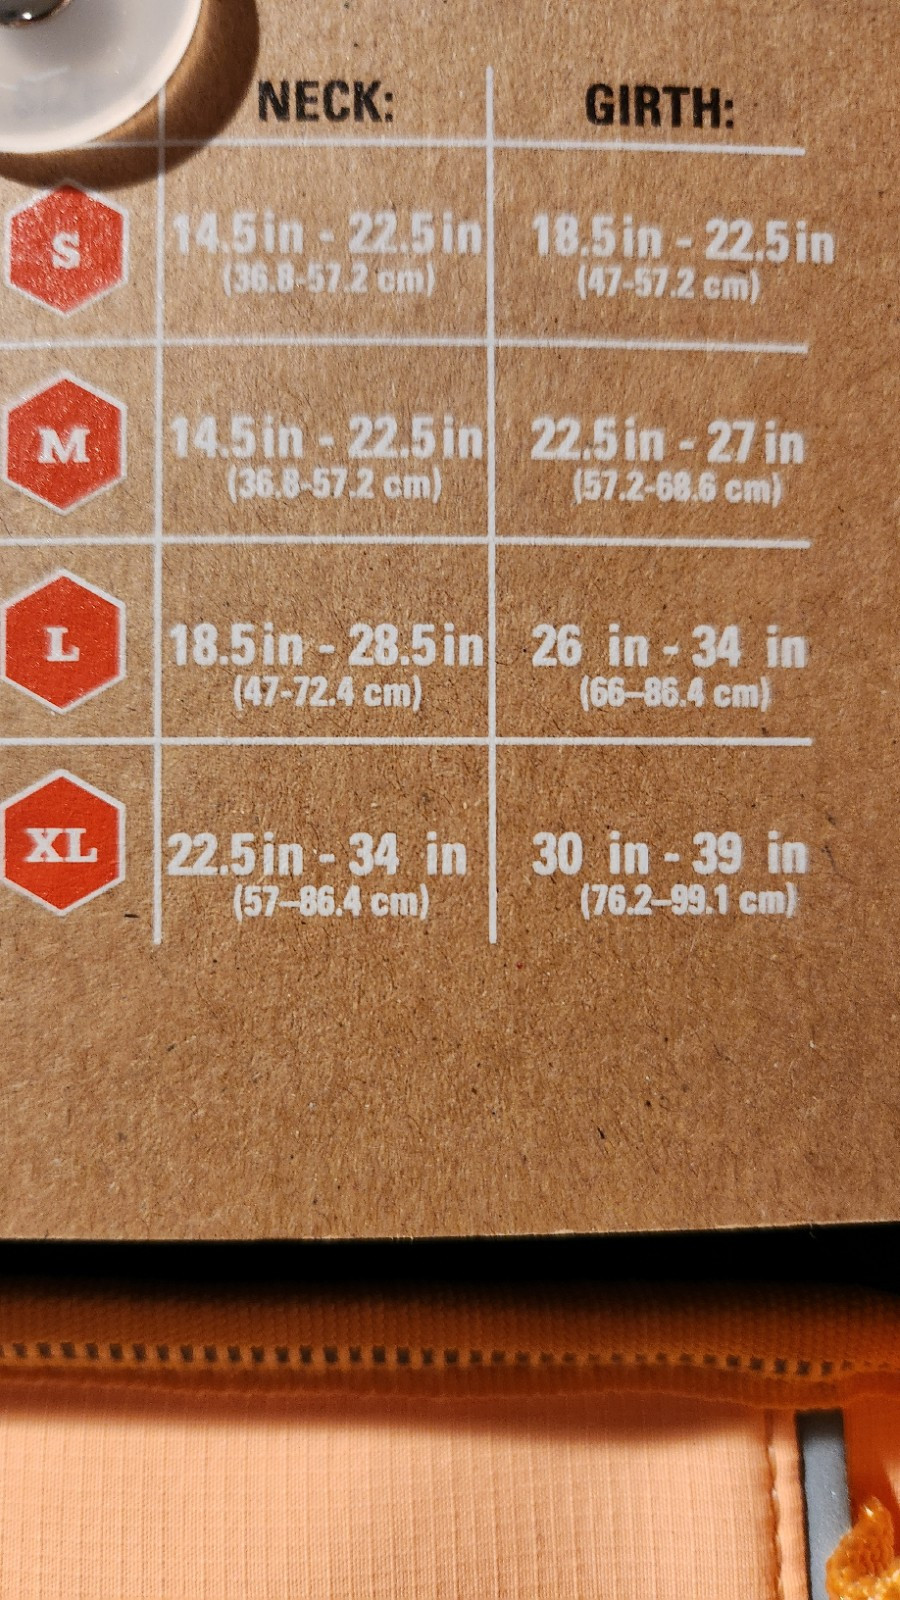 NECK: GIRTH:
S 14.5in - 22.5in 18.5in - 22.5in
(36.8-57.2 cm) (47-57.2 cm)
M 14.5in - 22.5in 22.5in - 27in
(36.8-57.2 cm) (57.2-68.6 cm)
L 18.5in - 28.5in 26 in - 34 in
(47-72.4 cm) (66–86.4 cm)
XL 22.5in - 34 in 30 in - 39 in
(57–86.4 cm) (76.2–99.1 cm)